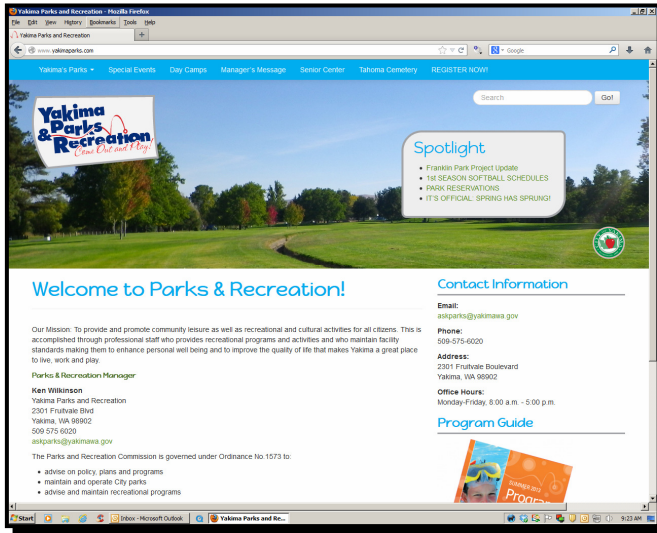 Yakima Parks and Recreation - Mozilla Firefox
File Edit View History Bookmarks Tools Help
Yakima Parks and Recreation
www.yakimaparks.com
Google
Yakima's Parks Special Events Day Camps Manager's Message Senior Center Tahoma Cemetery REGISTER NOW!
Search Go!
Yakima
& Parks
Recreation
Come Out and Play!
Spotlight
• Franklin Park Project Update
• 1st SEASON SOFTBALL SCHEDULES
• PARK RESERVATIONS
• IT'S OFFICIAL: SPRING HAS SPRUNG!
Welcome to Parks & Recreation!
Our Mission: To provide and promote community leisure as well as recreational and cultural activities for all citizens. This is
accomplished through professional staff who provides recreational programs and activities and who maintain facility
standards making them to enhance personal well being and to improve the quality of life that makes Yakima a great place
to live, work and play.
Parks & Recreation Manager
Ken Wilkinson
Yakima Parks and Recreation
2301 Fruitvale Blvd
Yakima, WA 98902
509 575 6020
askparks@yakimawa.gov
The Parks and Recreation Commission is governed under Ordinance No.1573 to:
• advise on policy, plans and programs
• maintain and operate City parks
• advise and maintain recreational programs
Contact Information
Email:
askparks@yakimawa.gov
Phone:
509-575-6020
Address:
2301 Fruitvale Boulevard
Yakima, WA 98902
Office Hours:
Monday-Friday, 8:00 a.m. - 5:00 p.m.
Program Guide
SUMMER 2013
Program
Start Inbox - Microsoft Outlook Yakima Parks and Re... 9:23 AM